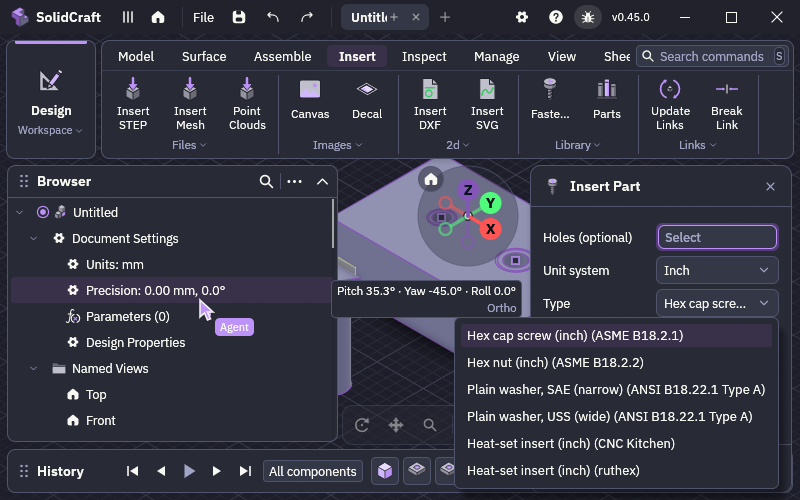 SolidCraft
File
Untitl
v0.45.0
Design
Workspace
Model
Surface
Assemble
Insert
Inspect
Manage
View
Search commands
S
Insert STEP
Insert Mesh
Point Clouds
Files
Canvas
Decal
Images
Insert DXF
Insert SVG
2d
Faste...
Parts
Library
Update Links
Break Link
Links
Browser
Untitled
Document Settings
Units: mm
Precision: 0.00 mm, 0.0°
Parameters (0)
Design Properties
Named Views
Top
Front
Agent
Z
Y
X
Pitch 35.3° · Yaw -45.0° · Roll 0.0°
Ortho
Insert Part
Holes (optional)
Select
Unit system
Inch
Type
Hex cap scre...
Hex cap screw (inch) (ASME B18.2.1)
Hex nut (inch) (ASME B18.2.2)
Plain washer, SAE (narrow) (ANSI B18.22.1 Type A)
Plain washer, USS (wide) (ANSI B18.22.1 Type A)
Heat-set insert (inch) (CNC Kitchen)
Heat-set insert (inch) (ruthex)
History
All components